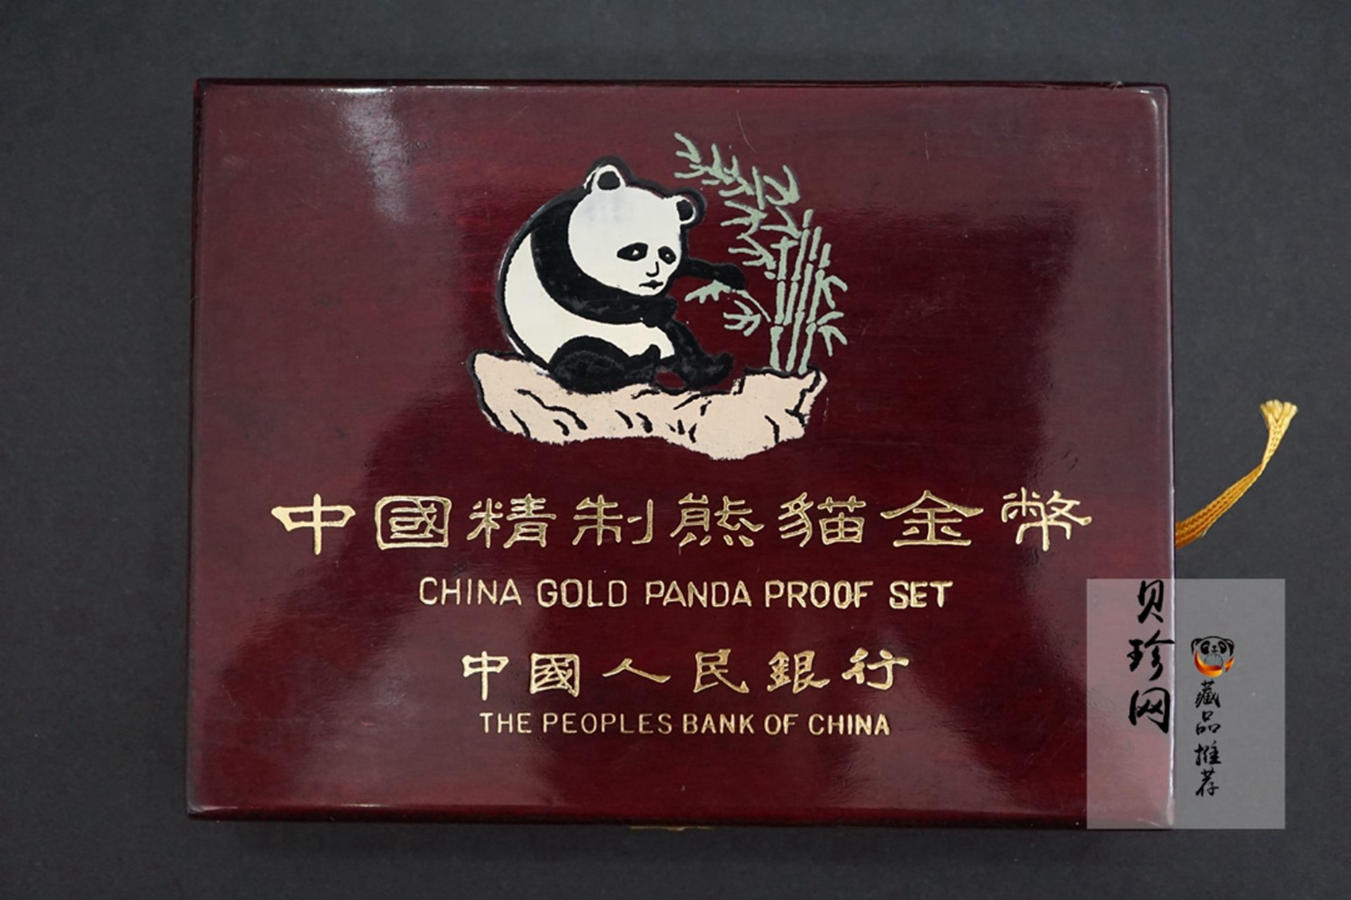 中國精制熊貓金幣
CHINA GOLD PANDA PROOF SET
中國人民銀行
THE PEOPLES BANK OF CHINA
贝珍网
藏品推荐